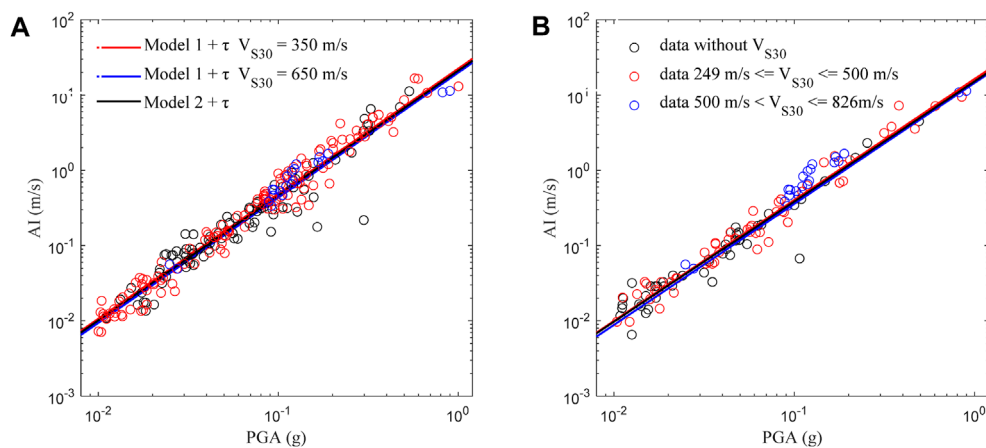 A
Model 1 + τ V_S30 = 350 m/s
Model 1 + τ V_S30 = 650 m/s
Model 2 + τ
10^2
10^1
10^0
10^-1
10^-2
10^-3
AI (m/s)
10^-2 10^-1 10^0
PGA (g)
B
data without V_S30
data 249 m/s <= V_S30 <= 500 m/s
data 500 m/s < V_S30 <= 826m/s
10^2
10^1
10^0
10^-1
10^-2
10^-3
AI (m/s)
10^-2 10^-1 10^0
PGA (g)